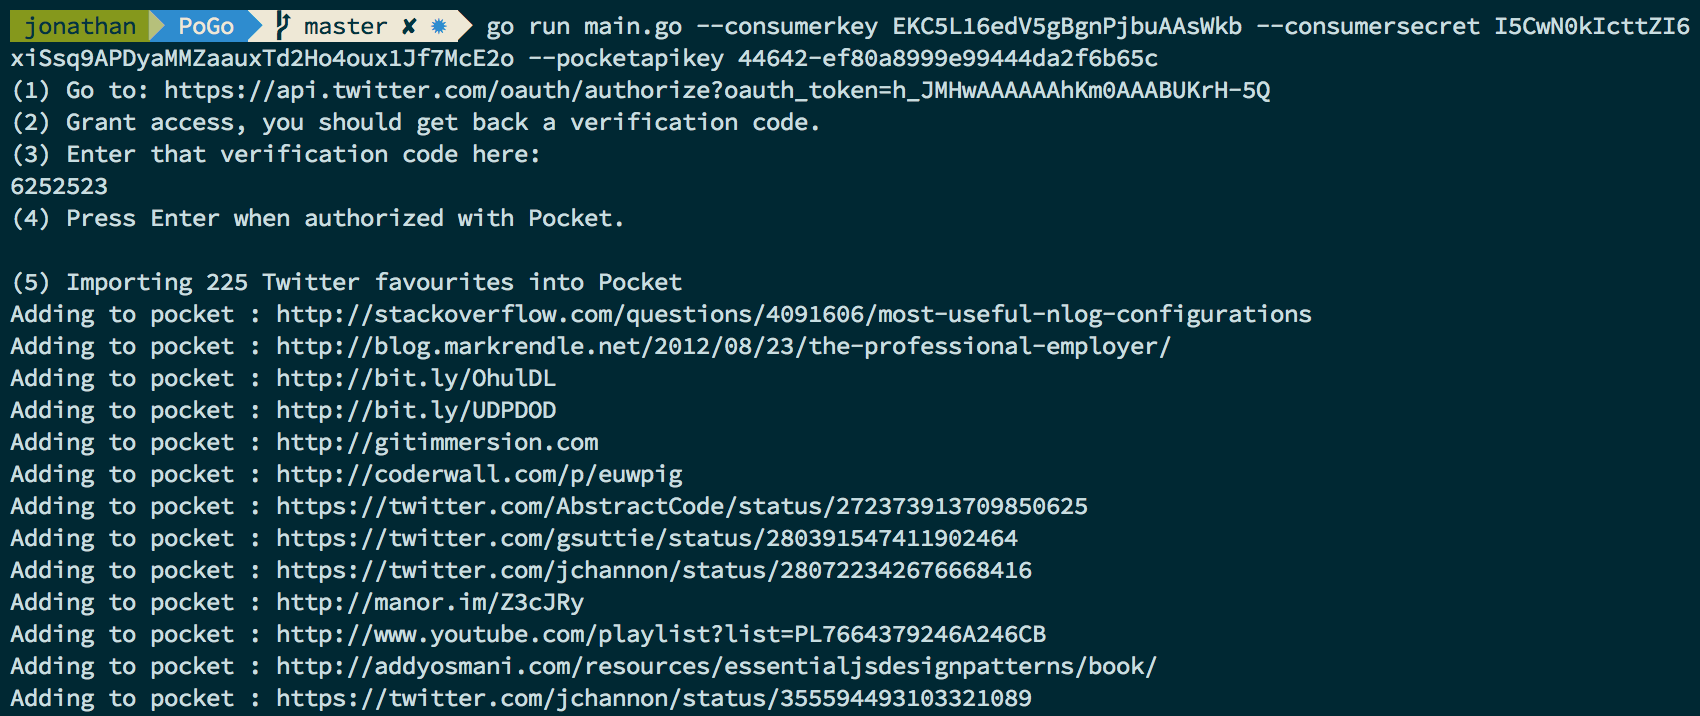 jonathan PoGo master ✘ ✹ go run main.go --consumerkey EKC5L16edV5gBgnPjbuAAsWkb --consumersecret I5CwN0kIcttZI6
xiSsq9APDyaMMZaauxTd2Ho4oux1Jf7McE2o --pocketapikey 44642-ef80a8999e99444da2f6b65c
(1) Go to: https://api.twitter.com/oauth/authorize?oauth_token=h_JMHwAAAAAAhKm0AAABUKrH-5Q
(2) Grant access, you should get back a verification code.
(3) Enter that verification code here:
6252523
(4) Press Enter when authorized with Pocket.
(5) Importing 225 Twitter favourites into Pocket
Adding to pocket : http://stackoverflow.com/questions/4091606/most-useful-nlog-configurations
Adding to pocket : http://blog.markrendle.net/2012/08/23/the-professional-employer/
Adding to pocket : http://bit.ly/OhulDL
Adding to pocket : http://bit.ly/UDPDOD
Adding to pocket : http://gitimmersion.com
Adding to pocket : http://coderwall.com/p/euwpig
Adding to pocket : https://twitter.com/AbstractCode/status/272373913709850625
Adding to pocket : https://twitter.com/gsuttie/status/280391547411902464
Adding to pocket : https://twitter.com/jchannon/status/280722342676668416
Adding to pocket : http://manor.im/Z3cJRy
Adding to pocket : http://www.youtube.com/playlist?list=PL7664379246A246CB
Adding to pocket : http://addyosmani.com/resources/essentialjsdesignpatterns/book/
Adding to pocket : https://twitter.com/jchannon/status/355594493103321089